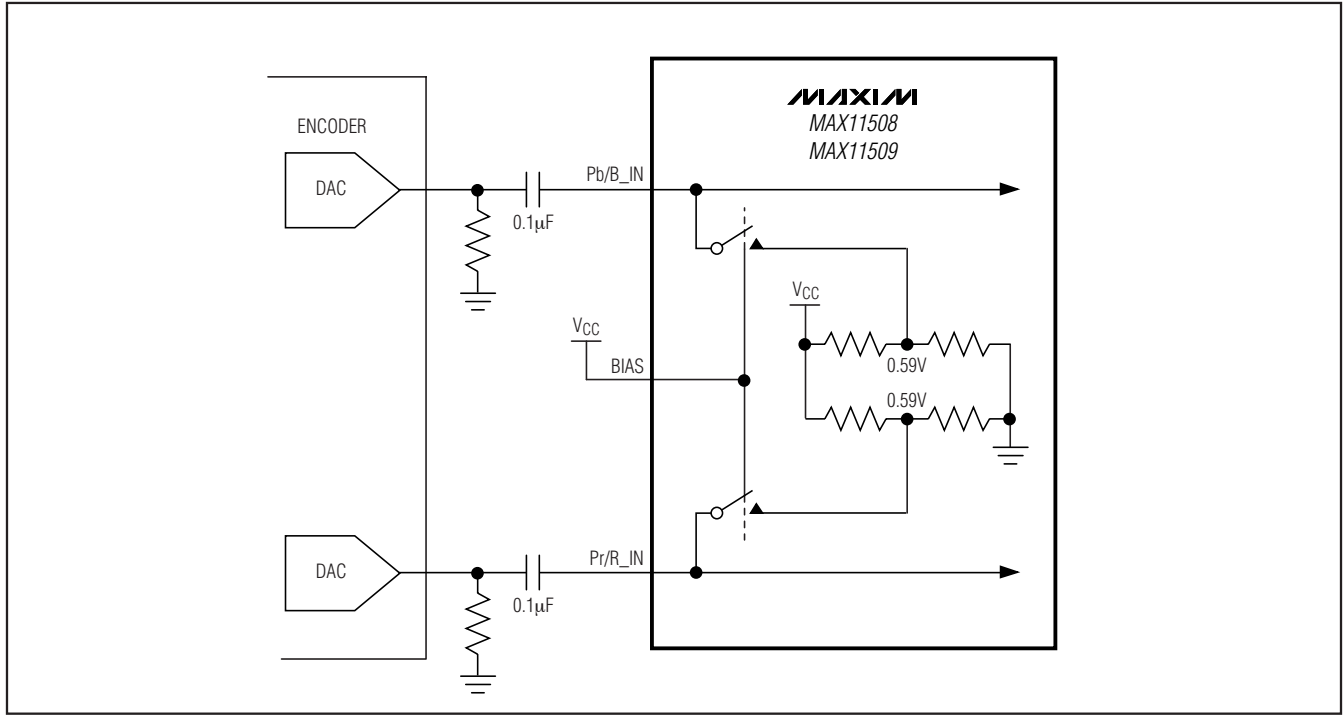 MAXIM
MAX11508
MAX11509
ENCODER
DAC
Pb/B_IN
0.1μF
VCC
VCC
0.59V
BIAS
0.59V
Pr/R_IN
DAC
0.1μF